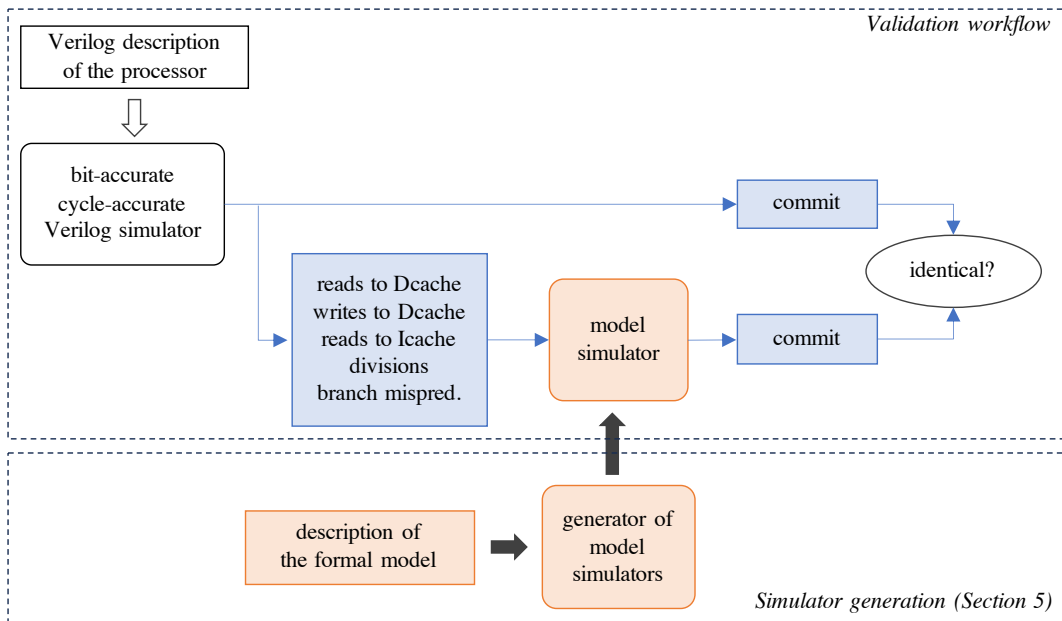 Validation workflow
Verilog description
of the processor
bit-accurate
cycle-accurate
Verilog simulator
commit
identical?
reads to Dcache
writes to Dcache
reads to Icache
divisions
branch mispred.
model
simulator
commit
description of
the formal model
generator of
model
simulators
Simulator generation (Section 5)